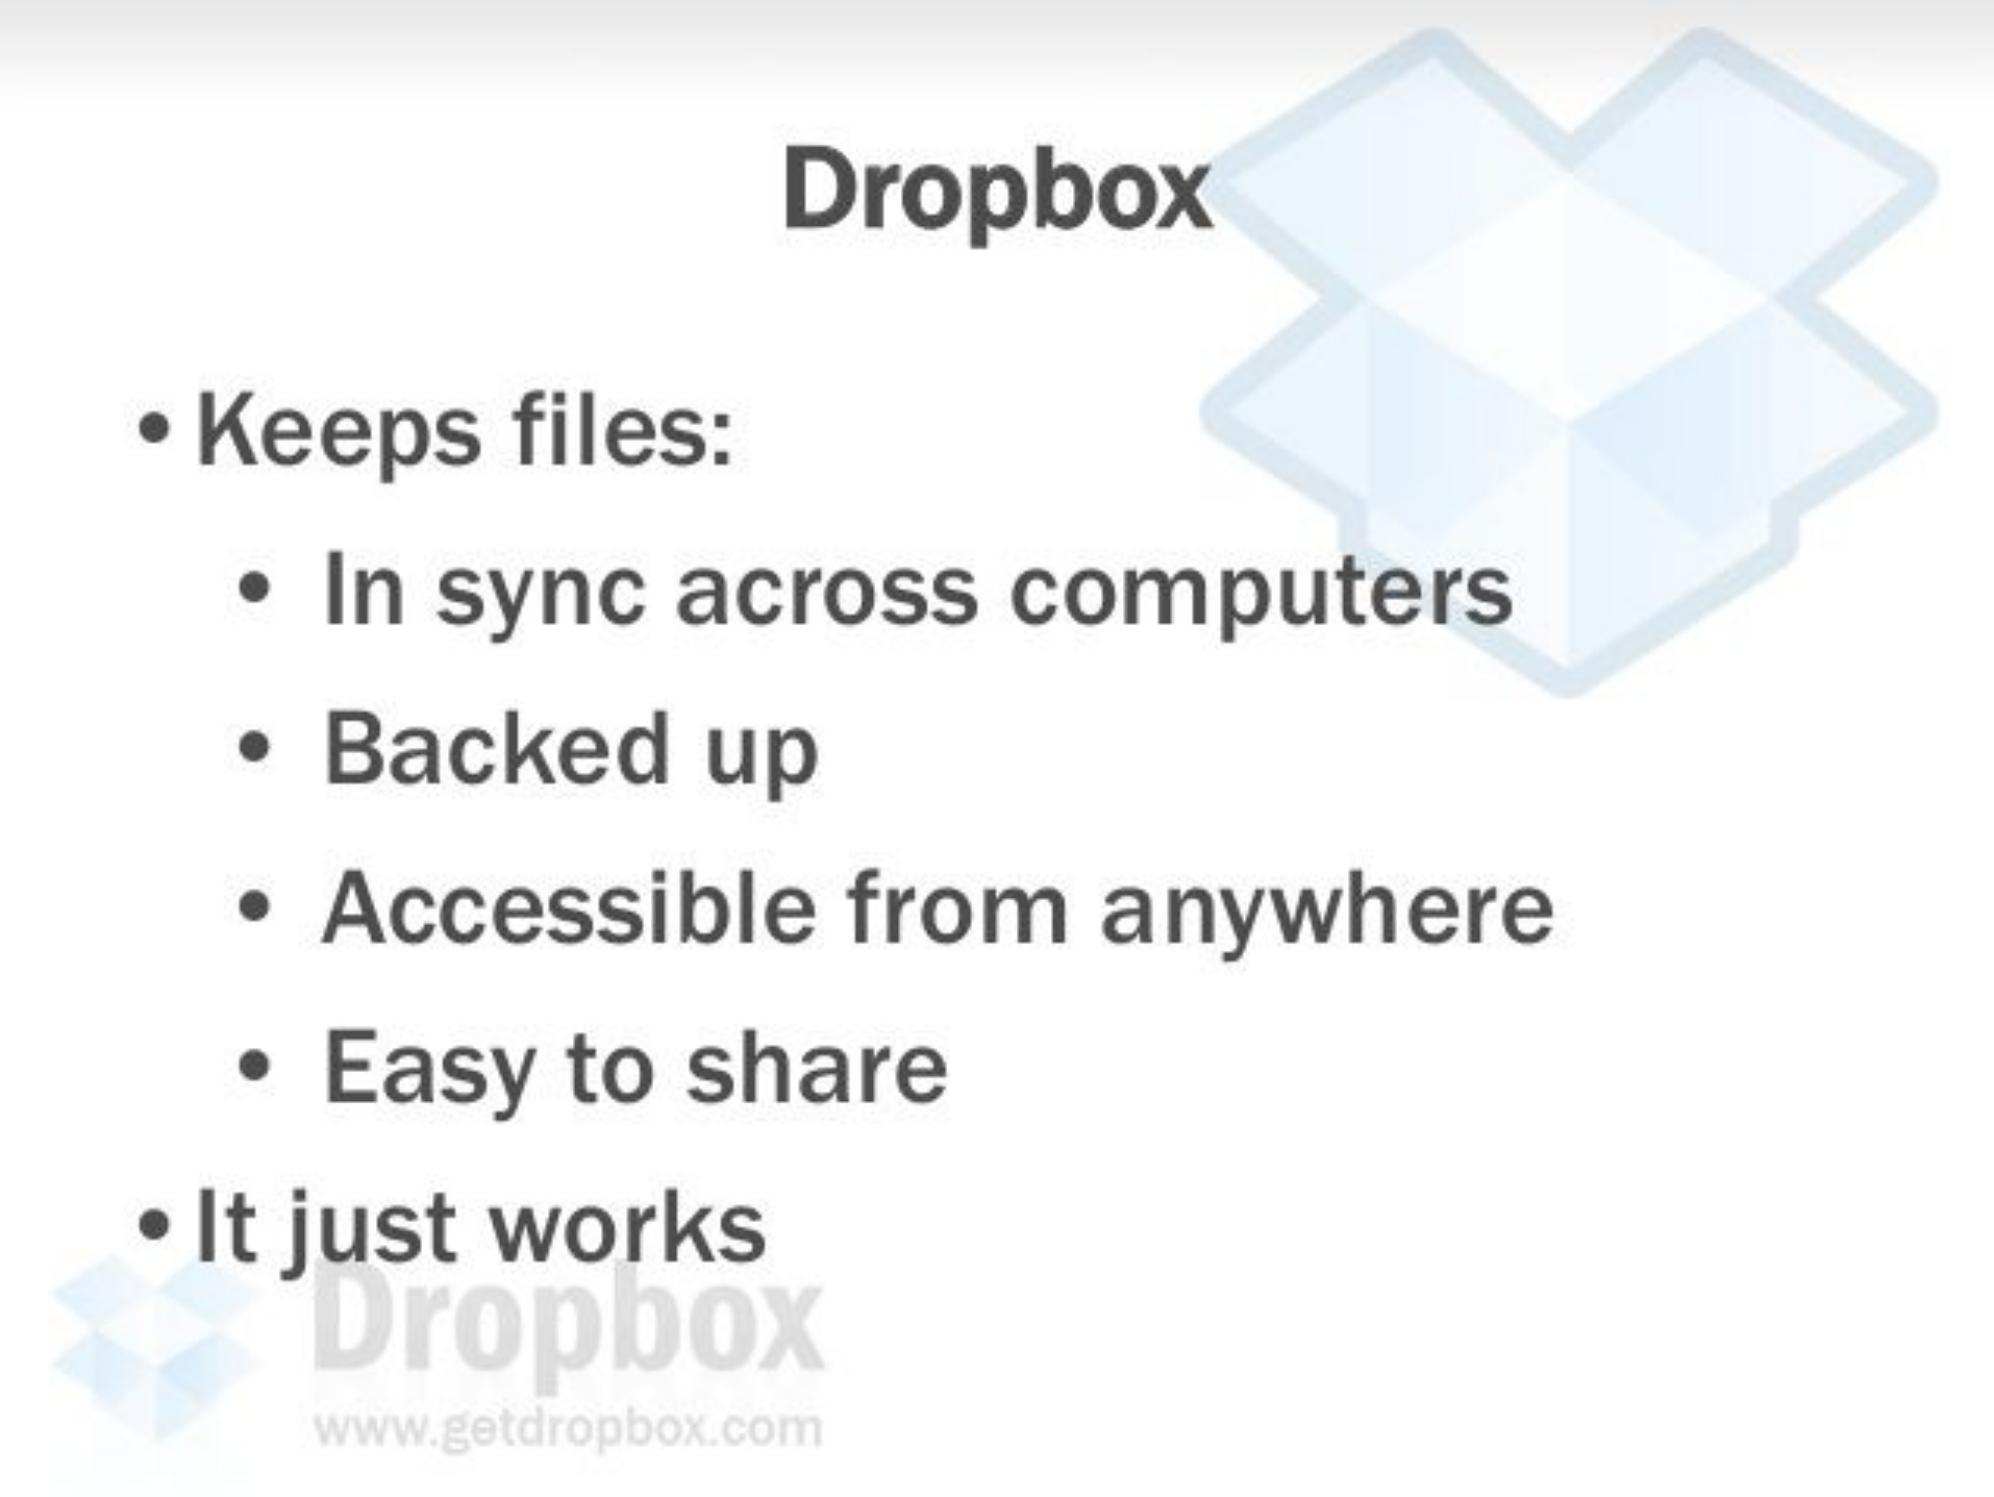 Dropbox
• Keeps files:
• In sync across computers
• Backed up
• Accessible from anywhere
• Easy to share
• It just works
Dropbox
www.getdropbox.com